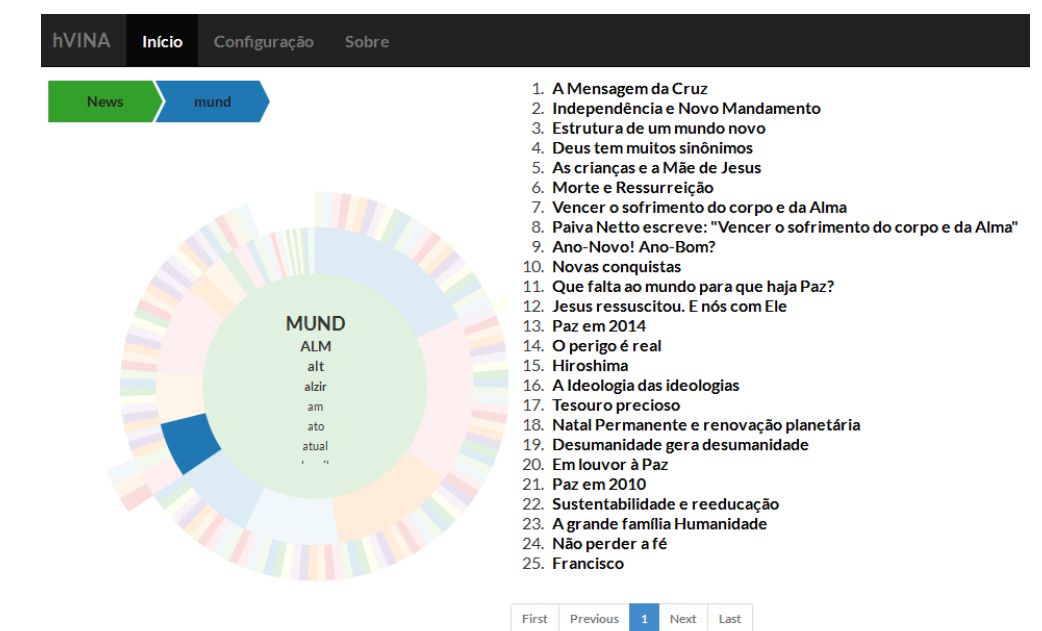 hVINA Início Configuração Sobre
News mund
MUND
ALM
alt
alzir
am
ato
atual
1. A Mensagem da Cruz
2. Independência e Novo Mandamento
3. Estrutura de um mundo novo
4. Deus tem muitos sinônimos
5. As crianças e a Mãe de Jesus
6. Morte e Ressurreição
7. Vencer o sofrimento do corpo e da Alma
8. Paiva Netto escreve: "Vencer o sofrimento do corpo e da Alma"
9. Ano-Novo! Ano-Bom?
10. Novas conquistas
11. Que falta ao mundo para que haja Paz?
12. Jesus ressuscitou. E nós com Ele
13. Paz em 2014
14. O perigo é real
15. Hiroshima
16. A Ideologia das ideologias
17. Tesouro precioso
18. Natal Permanente e renovação planetária
19. Desumanidade gera desumanidade
20. Em louvor à Paz
21. Paz em 2010
22. Sustentabilidade e reeducação
23. A grande família Humanidade
24. Não perder a fé
25. Francisco
First Previous 1 Next Last